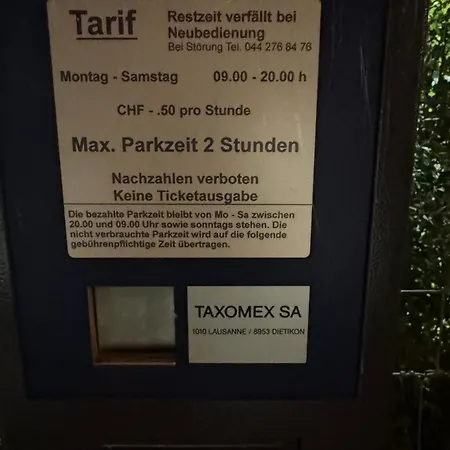 Tarif
Restzeit verfällt bei
Neubedienung
Bei Störung Tel. 044 276 84 76
Montag - Samstag 09.00 - 20.00 h
CHF - .50 pro Stunde
Max. Parkzeit 2 Stunden
Nachzahlen verboten
Keine Ticketausgabe
Die bezahlte Parkzeit bleibt von Mo - Sa zwischen
20.00 und 09.00 Uhr sowie sonntags stehen. Die
nicht verbrauchte Parkzeit wird auf die folgende
gebührenpflichtige Zeit übertragen.
TAXOMEX SA
1010 LAUSANNE / 8953 DIETIKON